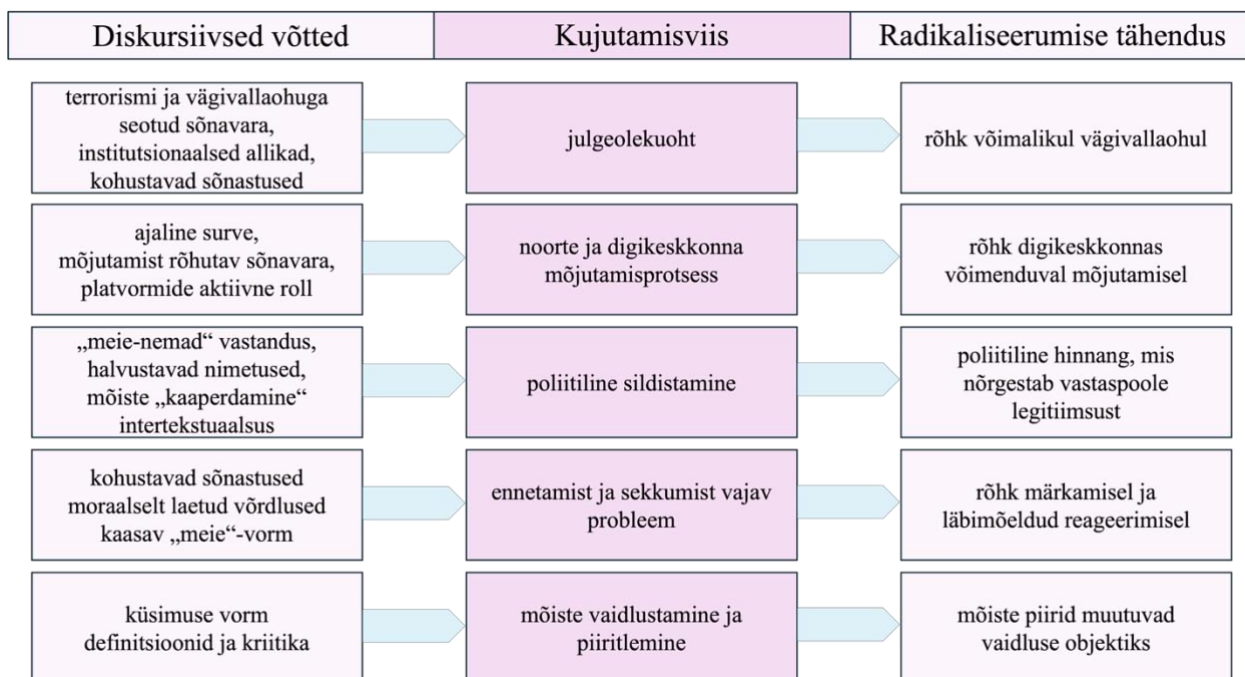 Diskursiivsed võtted
Kujutamisviis
Radikaliseerumise tähendus
terrorismi ja vägivallaohuga
seotud sõnavara,
institutsionaalsed allikad,
kohustavad sõnastused
julgeolekuoht
rõhk võimalikul vägivallaohul
ajaline surve,
mõjutamist rõhutav sõnavara,
platvormide aktiivne roll
noorte ja digikeskkonna
mõjutamisprotsess
rõhk digikeskkonnas
võimenduval mõjutamisel
„meie-nemad“ vastandus,
halvustavad nimetused,
mõiste „kaaperdamine“
intertekstuaalsus
poliitiline sildistamine
poliitiline hinnang, mis
nõrgestab vastaspoole
legitiimsust
kohustavad sõnastused
moraalselt laetud võrdlused
kaasav „meie“-vorm
ennetamist ja sekkumist vajav
probleem
rõhk märkamisel ja
läbimõeldud reageerimisel
küsimuse vorm
definitsioonid ja kriitika
mõiste vaidlustamine ja
piiritlemine
mõiste piirid muutuvad
vaidluse objektiks